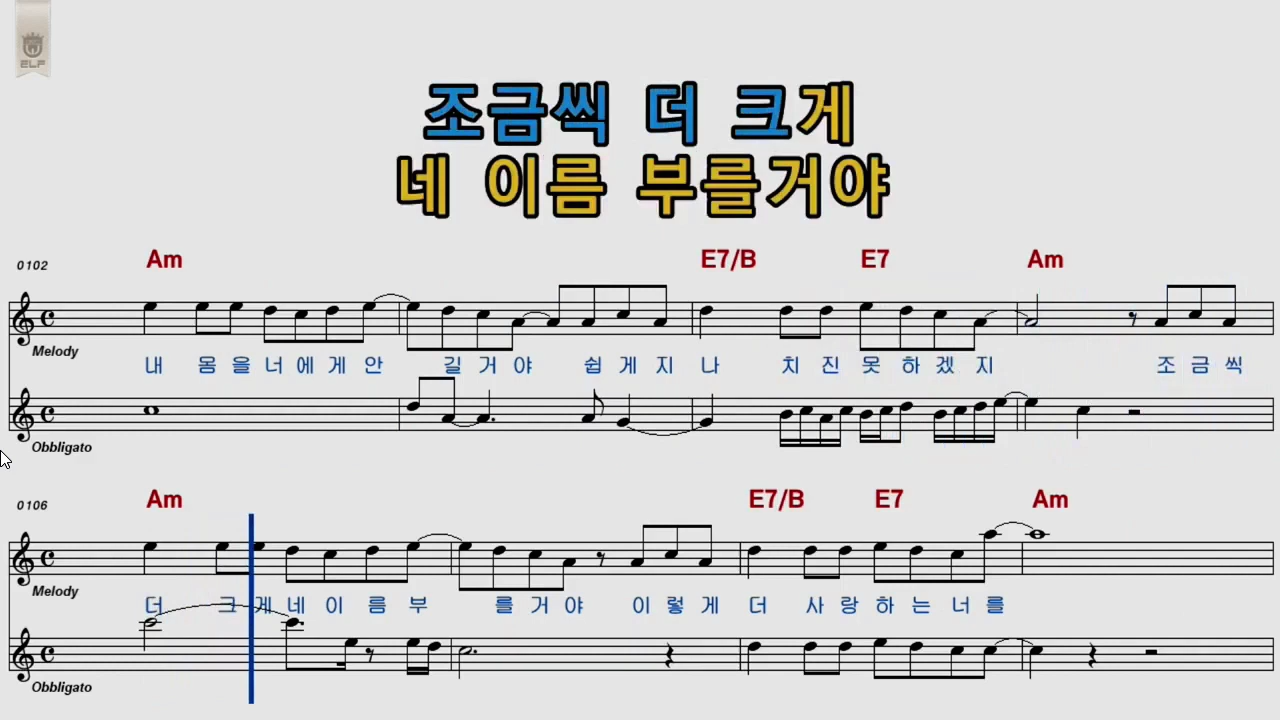 ELF
조금씩 더 크게
네 이름 부를거야
0102
Am E7/B E7 Am
Melody
내 몸을 너에게 안 길거야 쉽게지 나 치진못하겠지 조금씩
Obbligato
0106
Am E7/B E7 Am
Melody
더 크게네이름부 를거야 이렇게 더 사랑하는너를
Obbligato